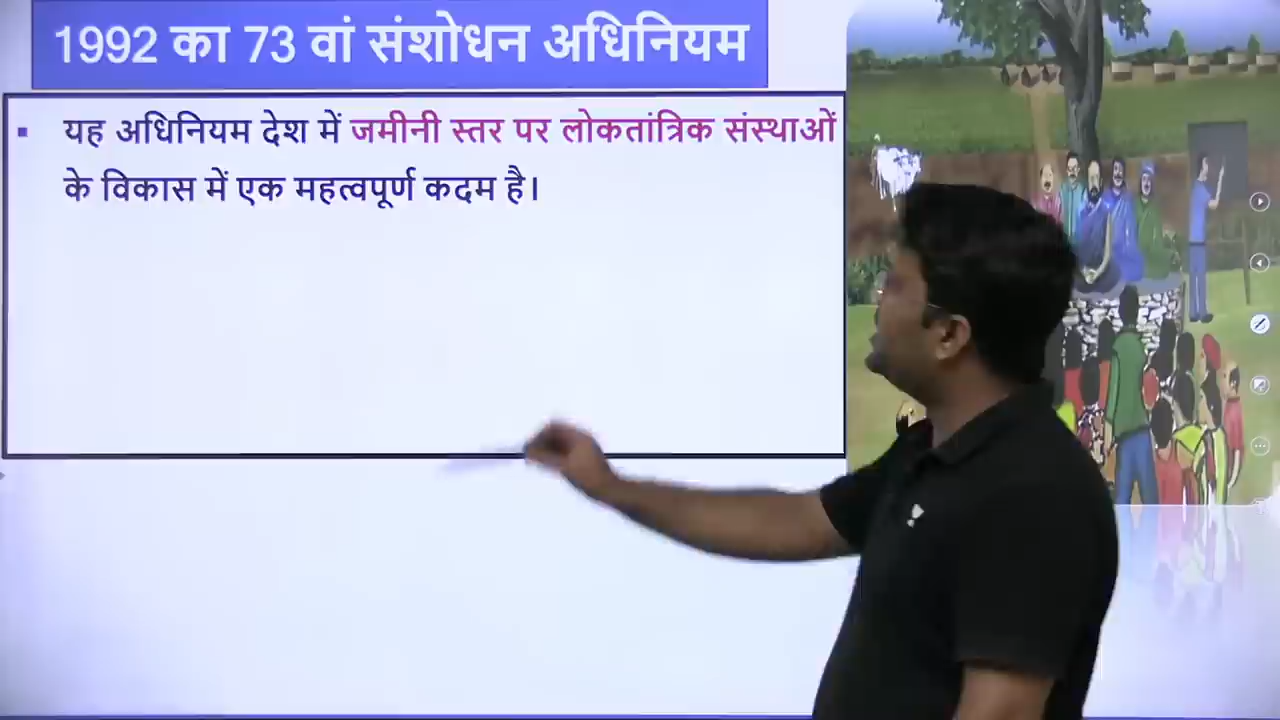 1992 का 73 वां संशोधन अधिनियम
यह अधिनियम देश में जमीनी स्तर पर लोकतांत्रिक संस्थाओं
के विकास में एक महत्वपूर्ण कदम है।